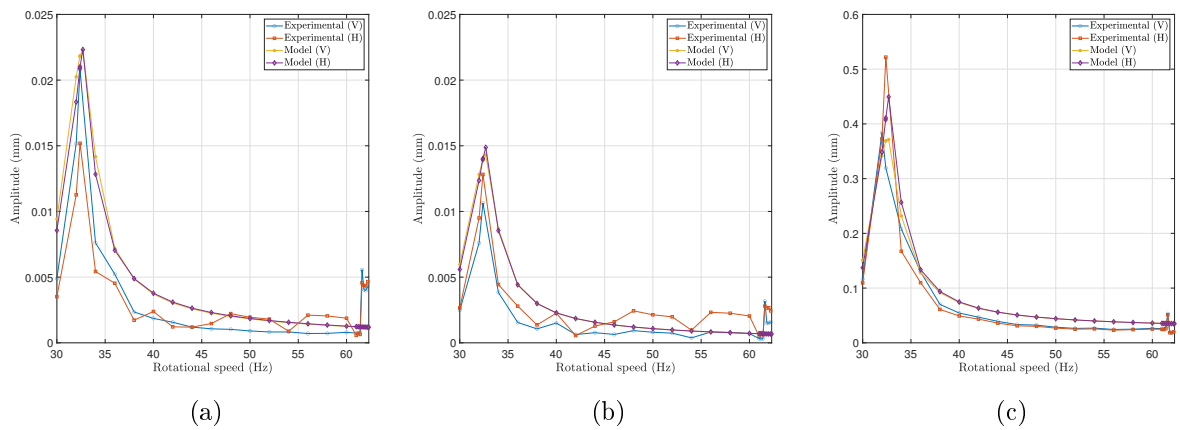 0.025
0.02
0.015
0.01
0.005
0
30
35
40
45
50
55
60
Amplitude (mm)
Rotational speed (Hz)
Experimental (V)
Experimental (H)
Model (V)
Model (H)
(a)
0.025
0.02
0.015
0.01
0.005
0
30
35
40
45
50
55
60
Amplitude (mm)
Rotational speed (Hz)
Experimental (V)
Experimental (H)
Model (V)
Model (H)
(b)
0.6
0.5
0.4
0.3
0.2
0.1
0
30
35
40
45
50
55
60
Amplitude (mm)
Rotational speed (Hz)
Experimental (V)
Experimental (H)
Model (V)
Model (H)
(c)